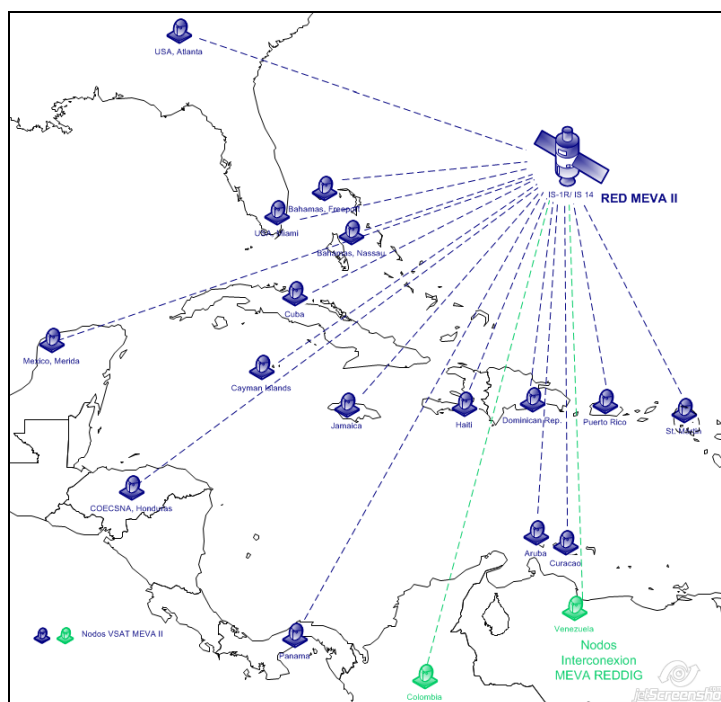 USA, Atlanta
IS-1R/ IS 14
RED MEVA II
Bahamas, Freeport
USA, Miami
Bahamas, Nassau
Cuba
Mexico, Merida
Cayman Islands
Jamaica
Haiti
Dominican Rep.
Puerto Rico
St. Martin
COECSNA, Honduras
Aruba
Curacao
Venezuela
Nodos VSAT MEVA II
Panama
Nodos
Interconexion
MEVA REDDIG
Colombia
jetScreenshot